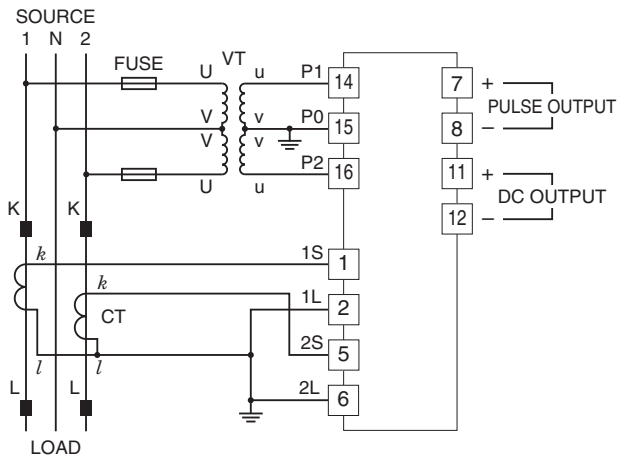 SOURCE
1 N 2
FUSE
VT
U u P1 14
7 +
PULSE OUTPUT
V v P0 15
8 −
V v
11 +
DC OUTPUT
U u P2 16
12 −
K K
k 1S 1
k 1L 2
CT
2S 5
l l
L L 2L 6
LOAD